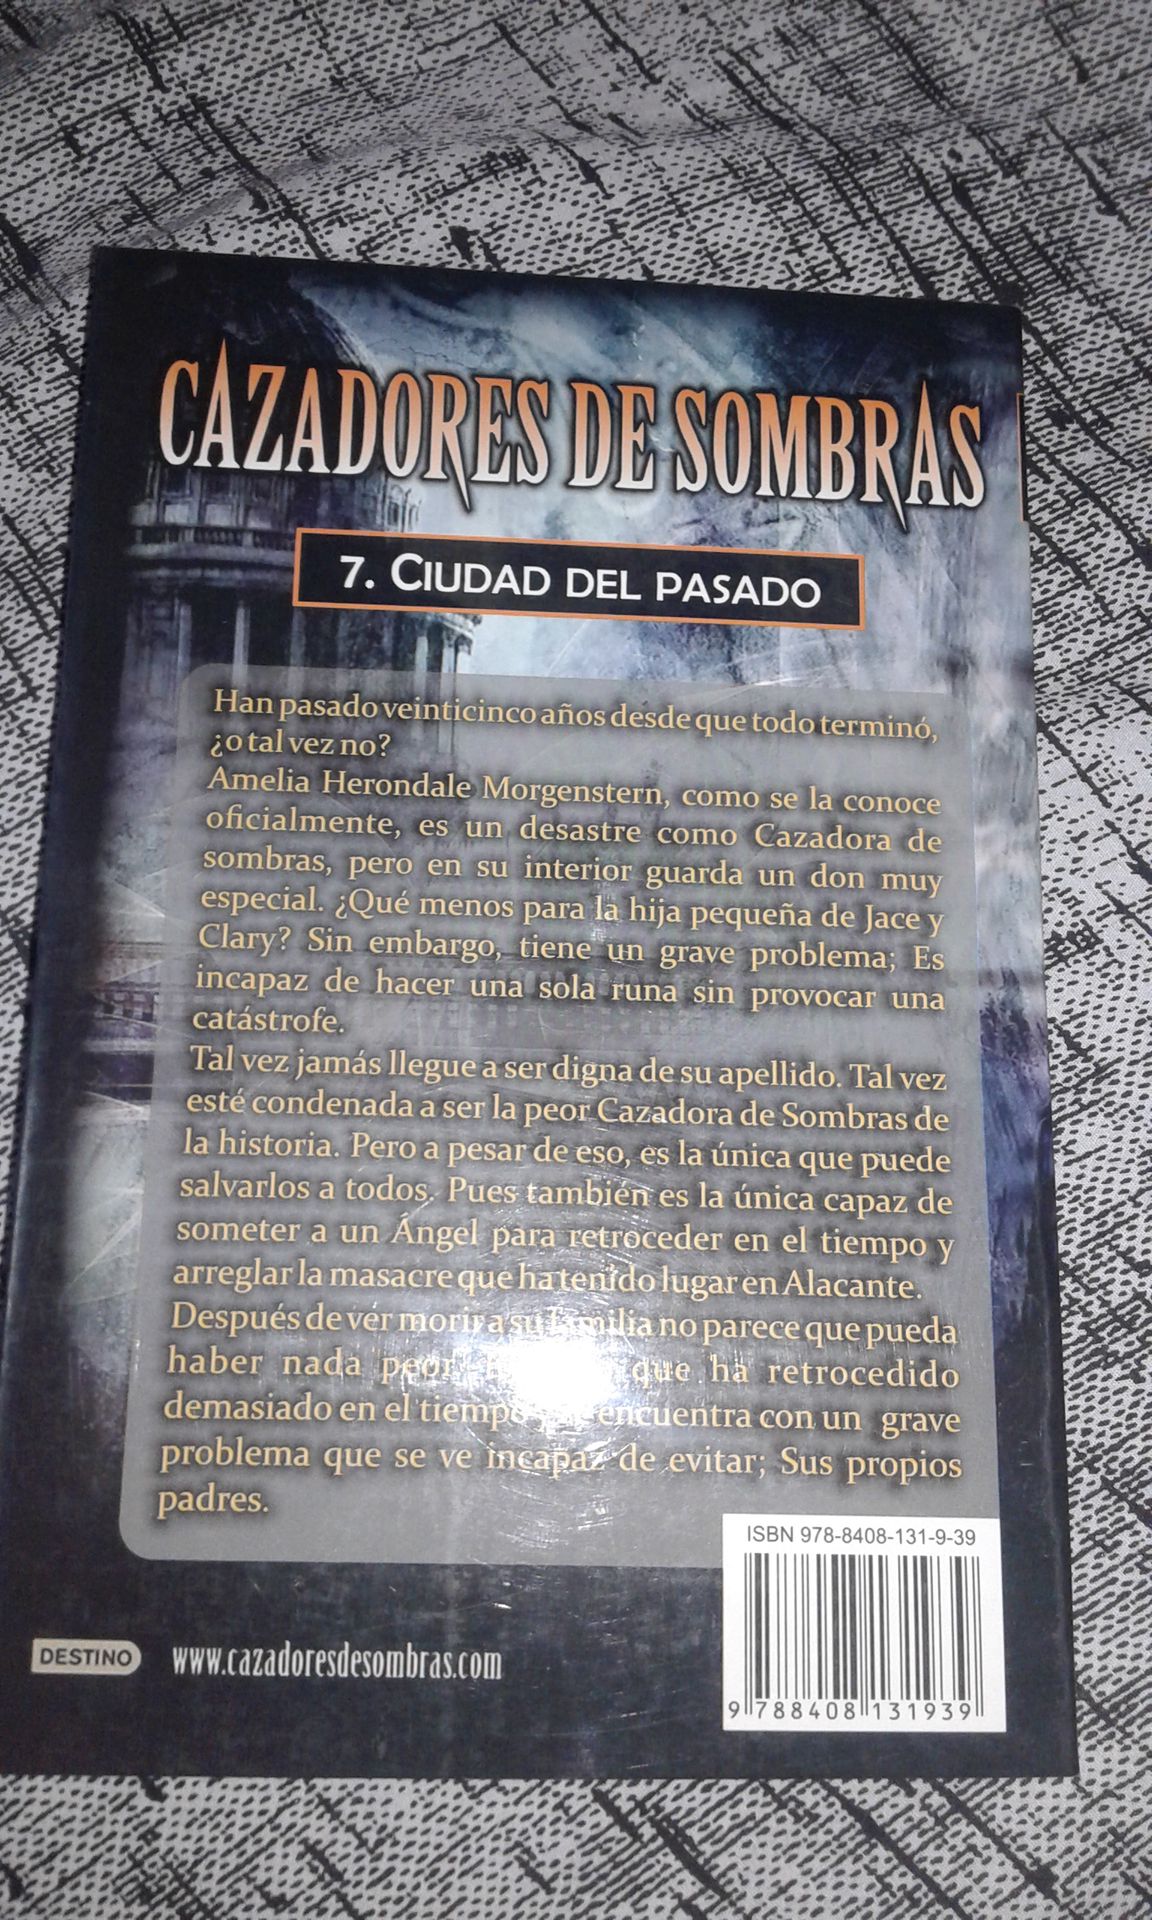 CAZADORES DE SOMBRAS
7. CIUDAD DEL PASADO
Han pasado veinticinco años desde que todo terminó,
¿o tal vez no?
Amelia Herondale Morgenstern, como se la conoce
oficialmente, es un desastre como Cazadora de
sombras, pero en su interior guarda un don muy
especial. ¿Qué menos para la hija pequeña de Jace y
Clary? Sin embargo, tiene un grave problema; Es
incapaz de hacer una sola runa sin provocar una
catástrofe.
Tal vez jamás llegue a ser digna de su apellido. Tal vez
esté condenada a ser la peor Cazadora de Sombras de
la historia. Pero a pesar de eso, es la única que puede
salvarlos a todos. Pues también es la única capaz de
someter a un Ángel para retroceder en el tiempo y
arreglar la masacre que ha tenido lugar en Alacante.
Después de ver morir a su familia no parece que pueda
haber nada peor. que ha retrocedido
demasiado en el tiempo encuentra con un grave
problema que se ve incapaz de evitar; Sus propios
padres.
ISBN 978-8408-131-9-39
9 788408 131939
DESTINO www.cazadoresdesombras.com